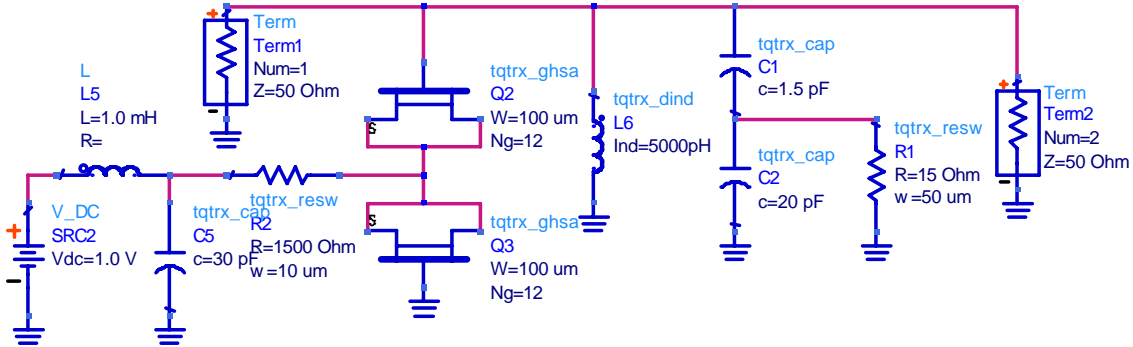 Term
Term1
Num=1
Z=50 Ohm
L
L5
L=1.0 mH
R=
V_DC
SRC2
Vdc=1.0 V
tqtrx_cap
C5
c=30 pF
tqtrx_resw
R2
R=1500 Ohm
w=10 um
tqtrx_ghsa
Q2
W=100 um
Ng=12
tqtrx_ghsa
Q3
W=100 um
Ng=12
tqtrx_dind
L6
Ind=5000pH
tqtrx_cap
C1
c=1.5 pF
tqtrx_cap
C2
c=20 pF
tqtrx_resw
R1
R=15 Ohm
w=50 um
Term
Term2
Num=2
Z=50 Ohm